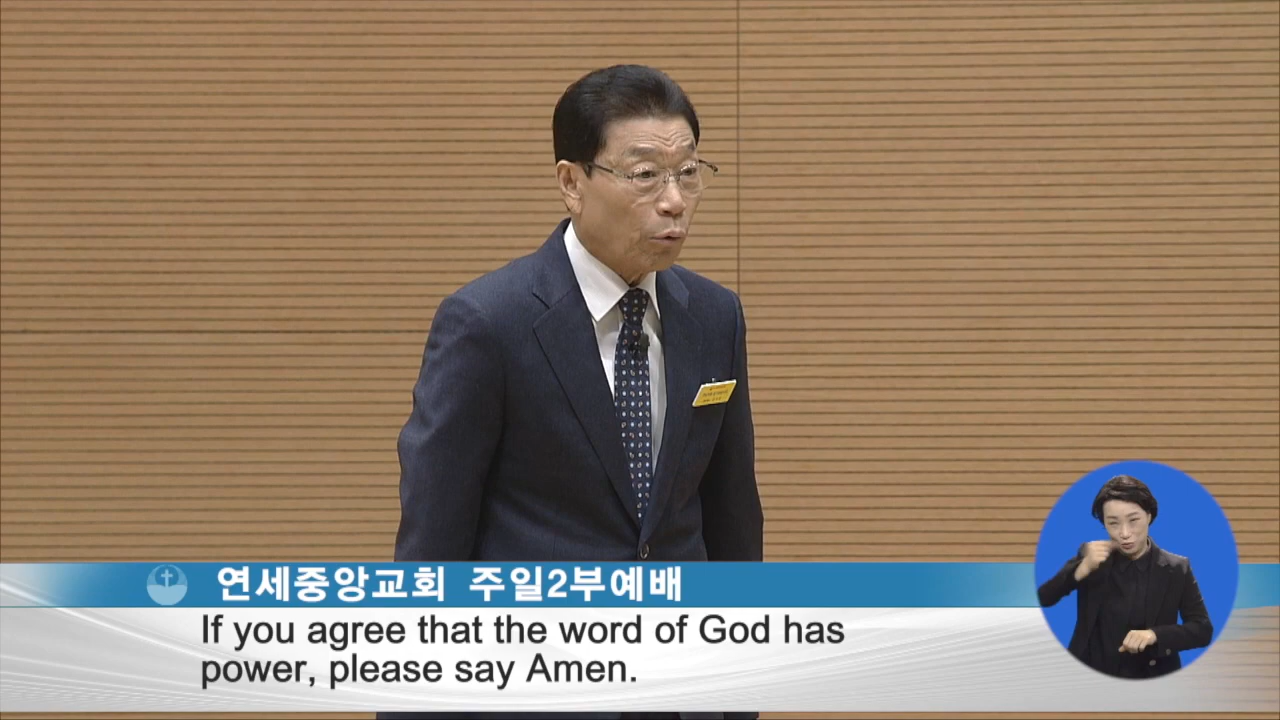 연세중앙교회 주일2부예배
If you agree that the word of God has
power, please say Amen.